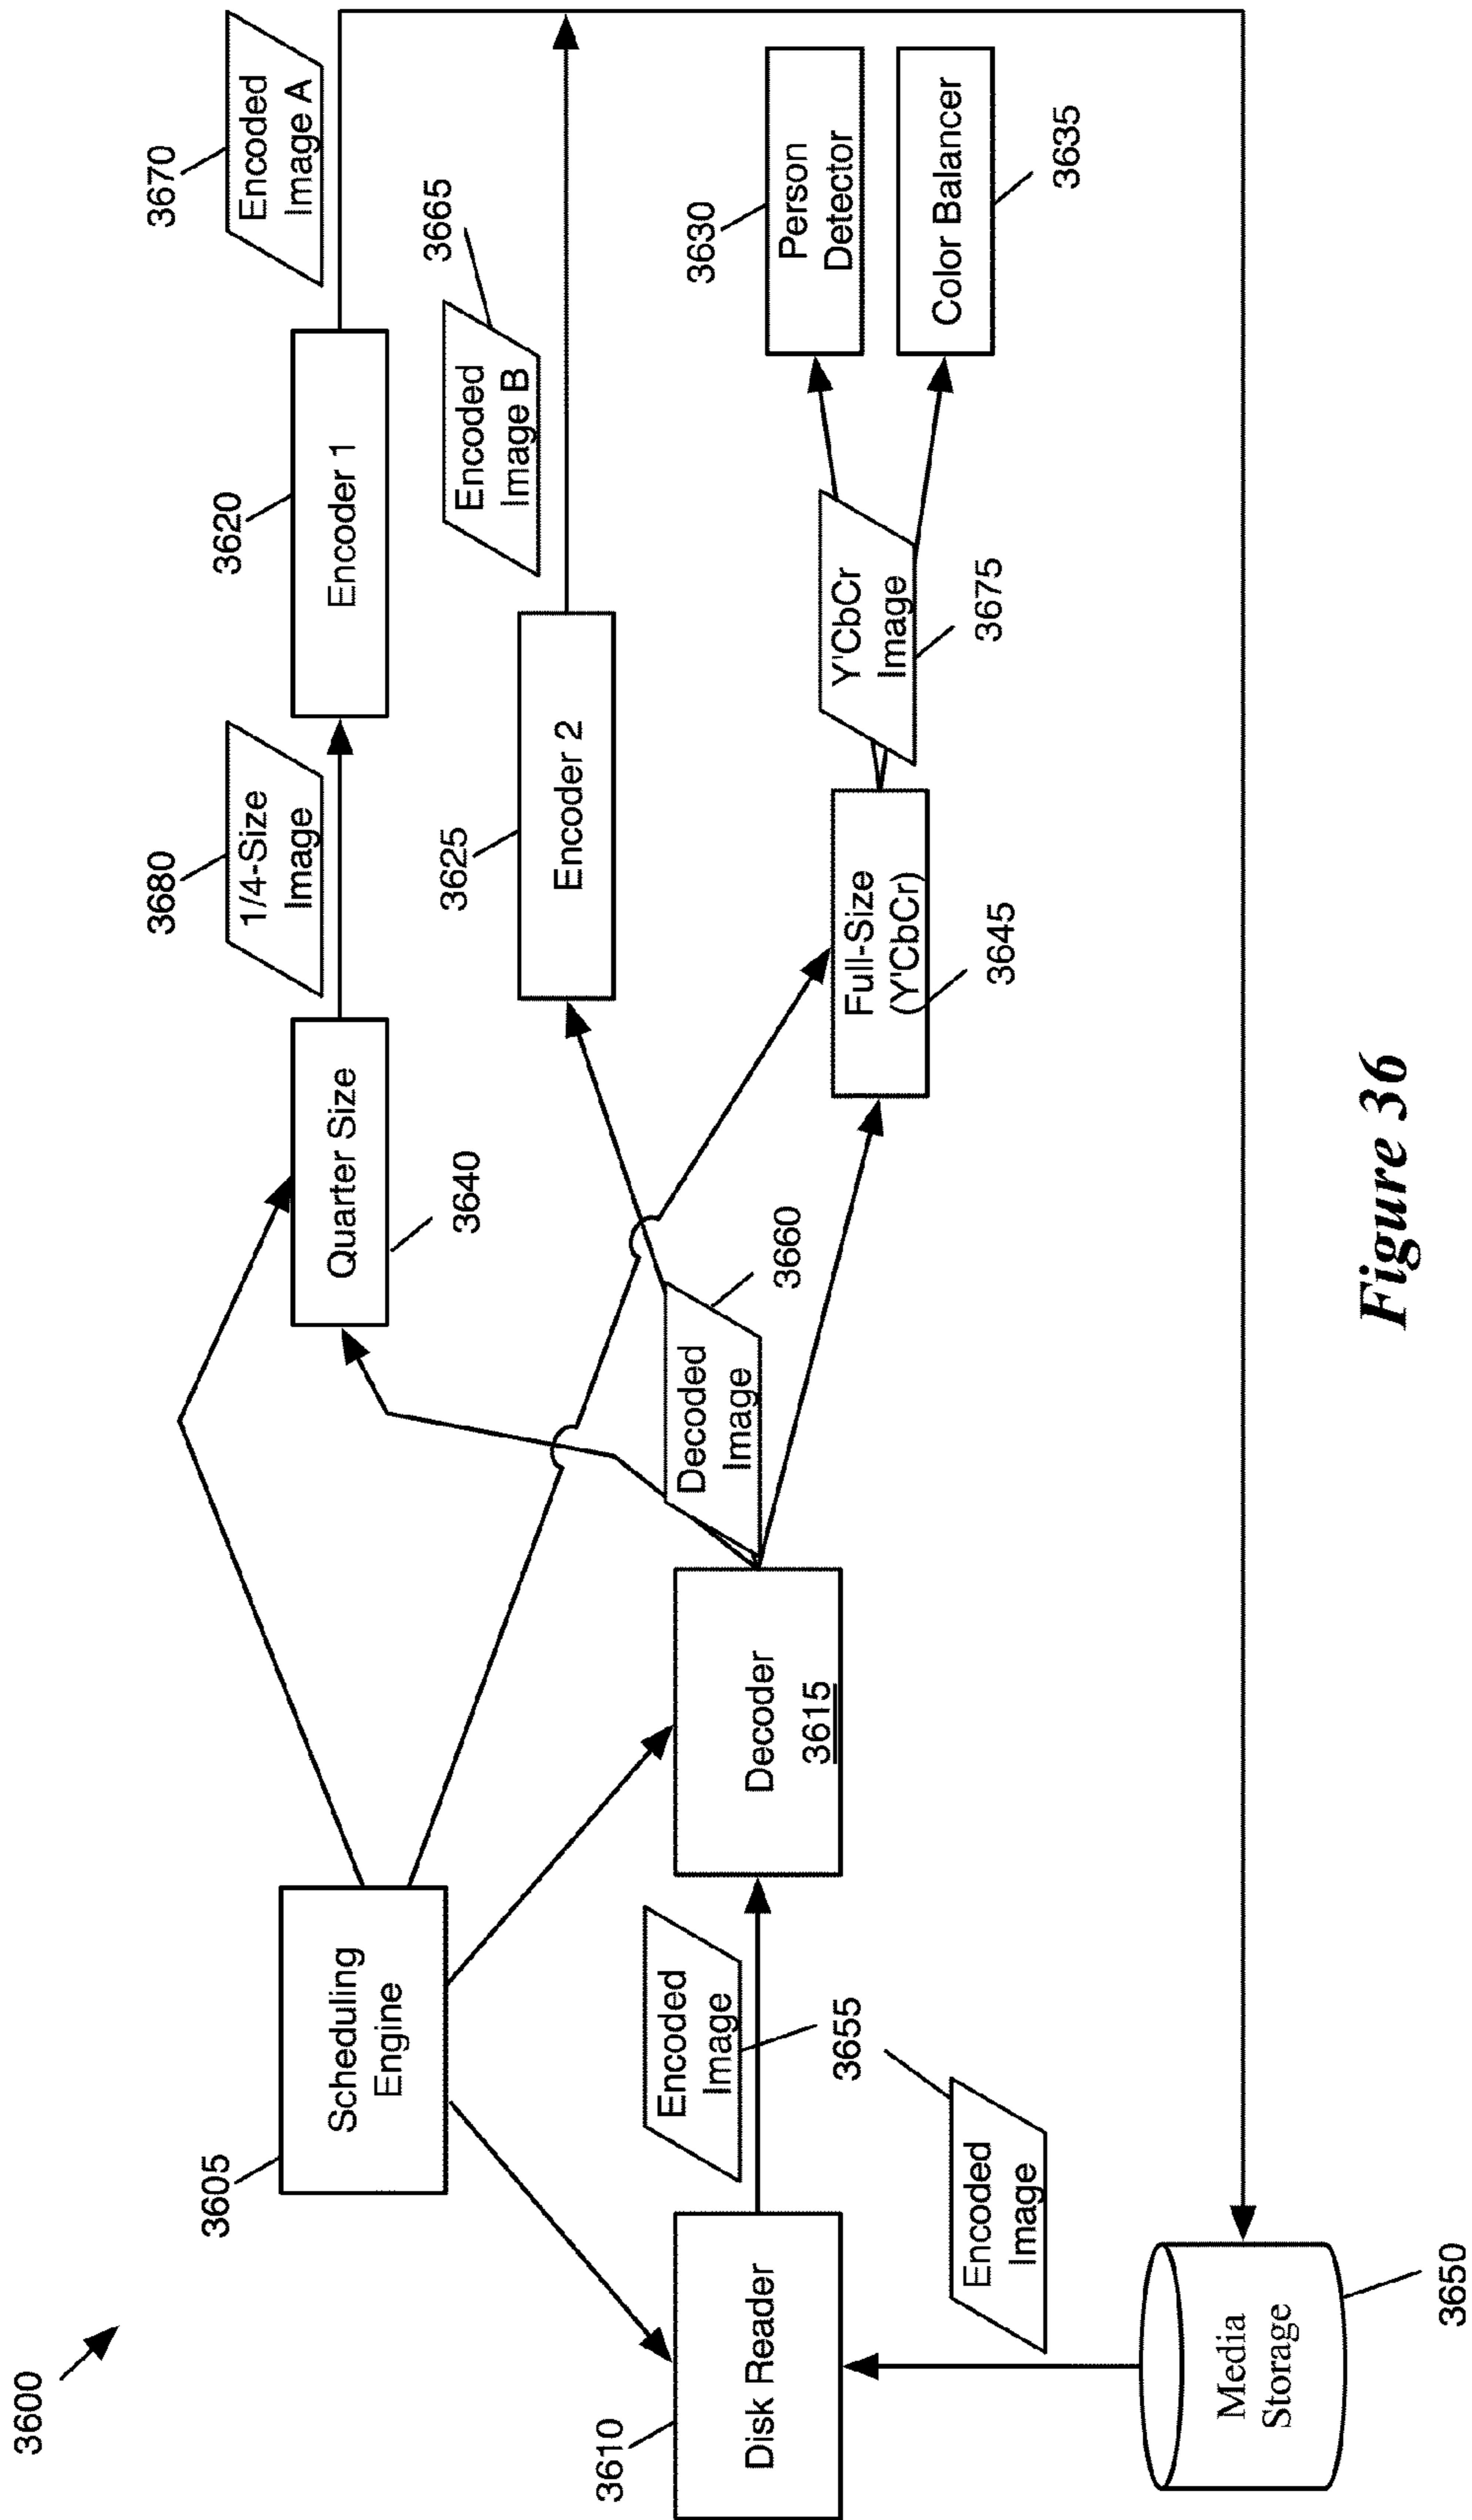 3600
3605
Scheduling
Engine
3610
Disk Reader
Encoded
Image
3655
Encoded
Image
Media
Storage
3650
Decoder
3615
Decoded
Image
3660
Quarter Size
3640
3680
1/4-Size
Image
3620
Encoder 1
3670
Encoded
Image A
3625
Encoder 2
3665
Encoded
Image B
Full-Size
(Y'CbCr)
3645
Y'CbCr
Image
3675
3630
Person
Detector
Color Balancer
3635
Figure 36